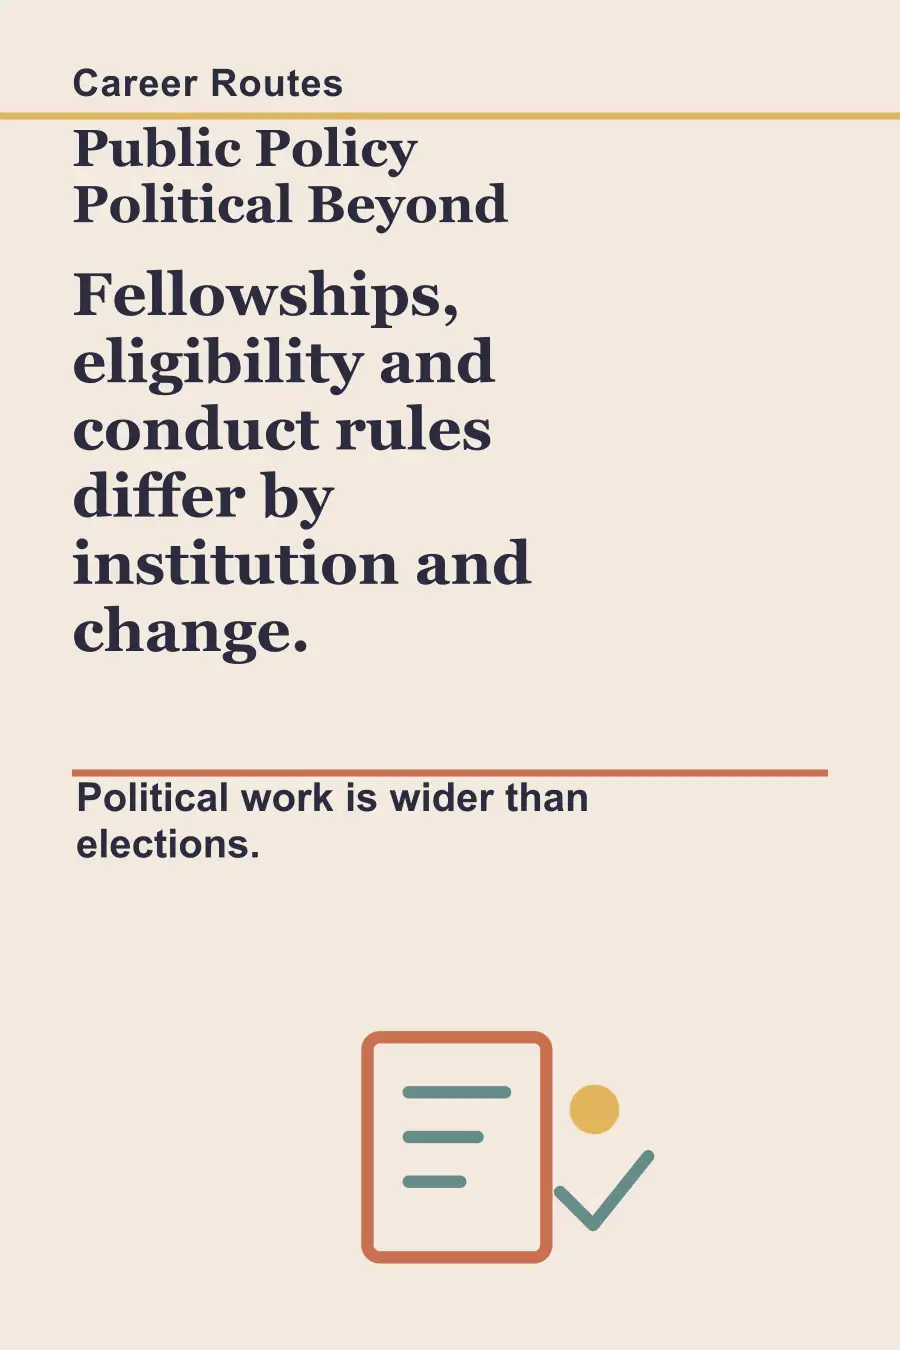 Career Routes
Public Policy
Political Beyond
Fellowships,
eligibility and
conduct rules
differ by
institution and
change.
Political work is wider than
elections.